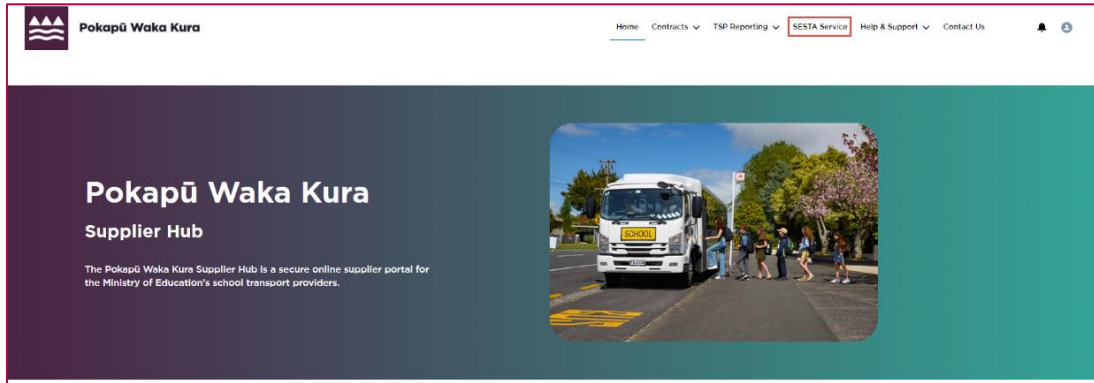 Pokapū Waka Kura
Home Contracts TSP Reporting SESTA Service Help & Support Contact Us
Pokapū Waka Kura
Supplier Hub
The Pokapū Waka Kura Supplier Hub is a secure online supplier portal for
the Ministry of Education's school transport providers.
SCHOOL